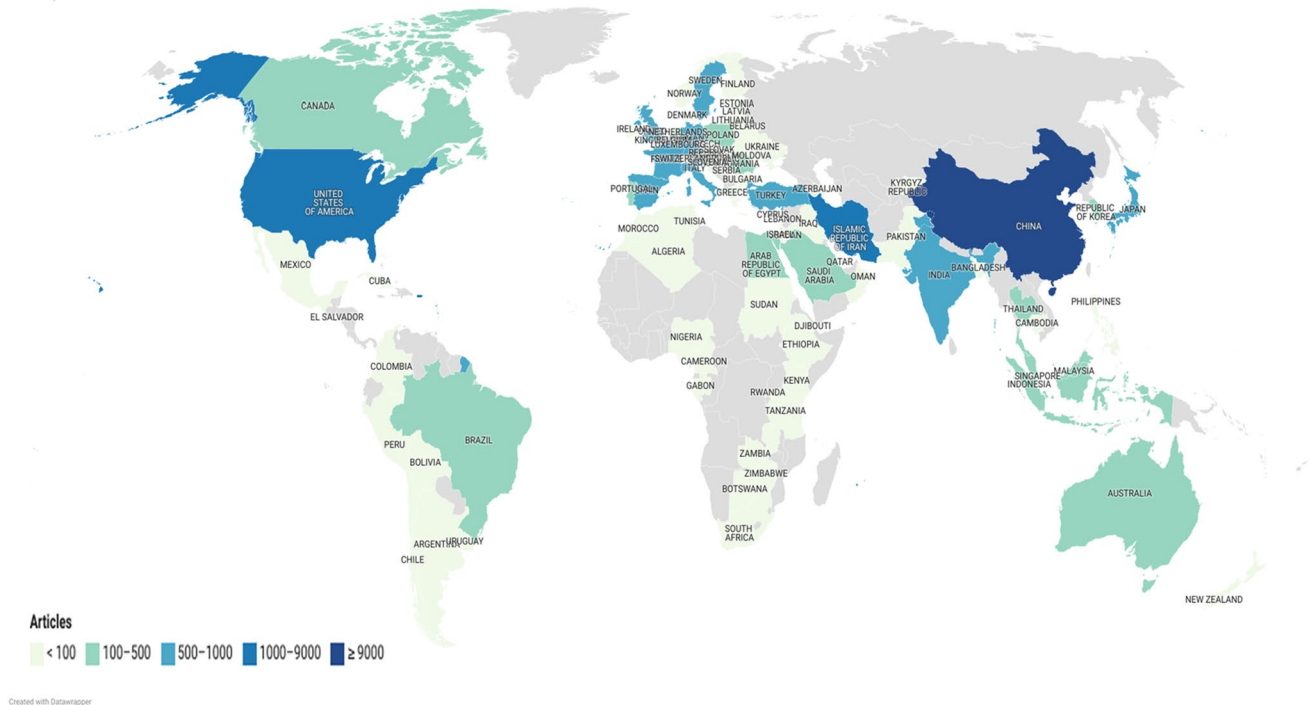 CANADA
UNITED
STATES
OF AMERICA
MEXICO
CUBA
EL SALVADOR
COLOMBIA
PERU
BRAZIL
BOLIVIA
ARGENTINA
URUGUAY
CHILE
SWEDEN
FINLAND
NORWAY
ESTONIA
LATVIA
DENMARK
LITHUANIA
BELARUS
IRELAND
NETHERLANDS
POLAND
LUXEMBOURG
UKRAINE
SLOVAK
MOLDOVA
ITALY
SERBIA
BULGARIA
PORTUGAL
GREECE
TURKEY
AZERBAIJAN
KYRGYZ
REPUBLIC
CYPRUS
LEBANON
IRAQ
TUNISIA
MOROCCO
ALGERIA
ISRAEL
ISLAMIC
REPUBLIC
OF IRAN
PAKISTAN
CHINA
REPUBLIC
OF KOREA
JAPAN
ARAB
REPUBLIC
OF EGYPT
SAUDI
ARABIA
QATAR
OMAN
INDIA
BANGLADESH
SUDAN
DJIBOUTI
ETHIOPIA
NIGERIA
CAMEROON
GABON
KENYA
RWANDA
TANZANIA
ZAMBIA
ZIMBABWE
BOTSWANA
SOUTH
AFRICA
THAILAND
CAMBODIA
PHILIPPINES
MALAYSIA
SINGAPORE
INDONESIA
AUSTRALIA
NEW ZEALAND
Articles
< 100 100–500 500–1000 1000–9000 ≥ 9000
Created with Datawrapper